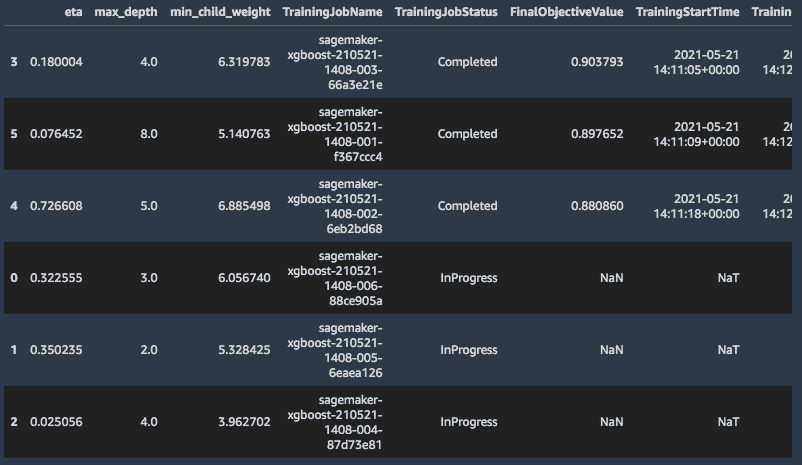 eta max_depth min_child_weight TrainingJobName TrainingJobStatus FinalObjectiveValue TrainingStartTime Trainin
sagemaker-
xgboost-210521-
1408-003-
66a3e21e
3 0.180004 4.0 6.319783 Completed 0.903793 2021-05-21 14:11:05+00:00 20 14:12
sagemaker-
xgboost-210521-
1408-001-
f367ccc4
5 0.076452 8.0 5.140763 Completed 0.897652 2021-05-21 14:11:09+00:00 20 14:12
sagemaker-
xgboost-210521-
1408-002-
6eb2bd68
4 0.726608 5.0 6.885498 Completed 0.880860 2021-05-21 14:11:18+00:00 20 14:12
sagemaker-
xgboost-210521-
1408-006-
88ce905a
0 0.322555 3.0 6.056740 InProgress NaN NaT
sagemaker-
xgboost-210521-
1408-005-
6eaea126
1 0.350235 2.0 5.328425 InProgress NaN NaT
sagemaker-
xgboost-210521-
1408-004-
87d73e81
2 0.025056 4.0 3.962702 InProgress NaN NaT